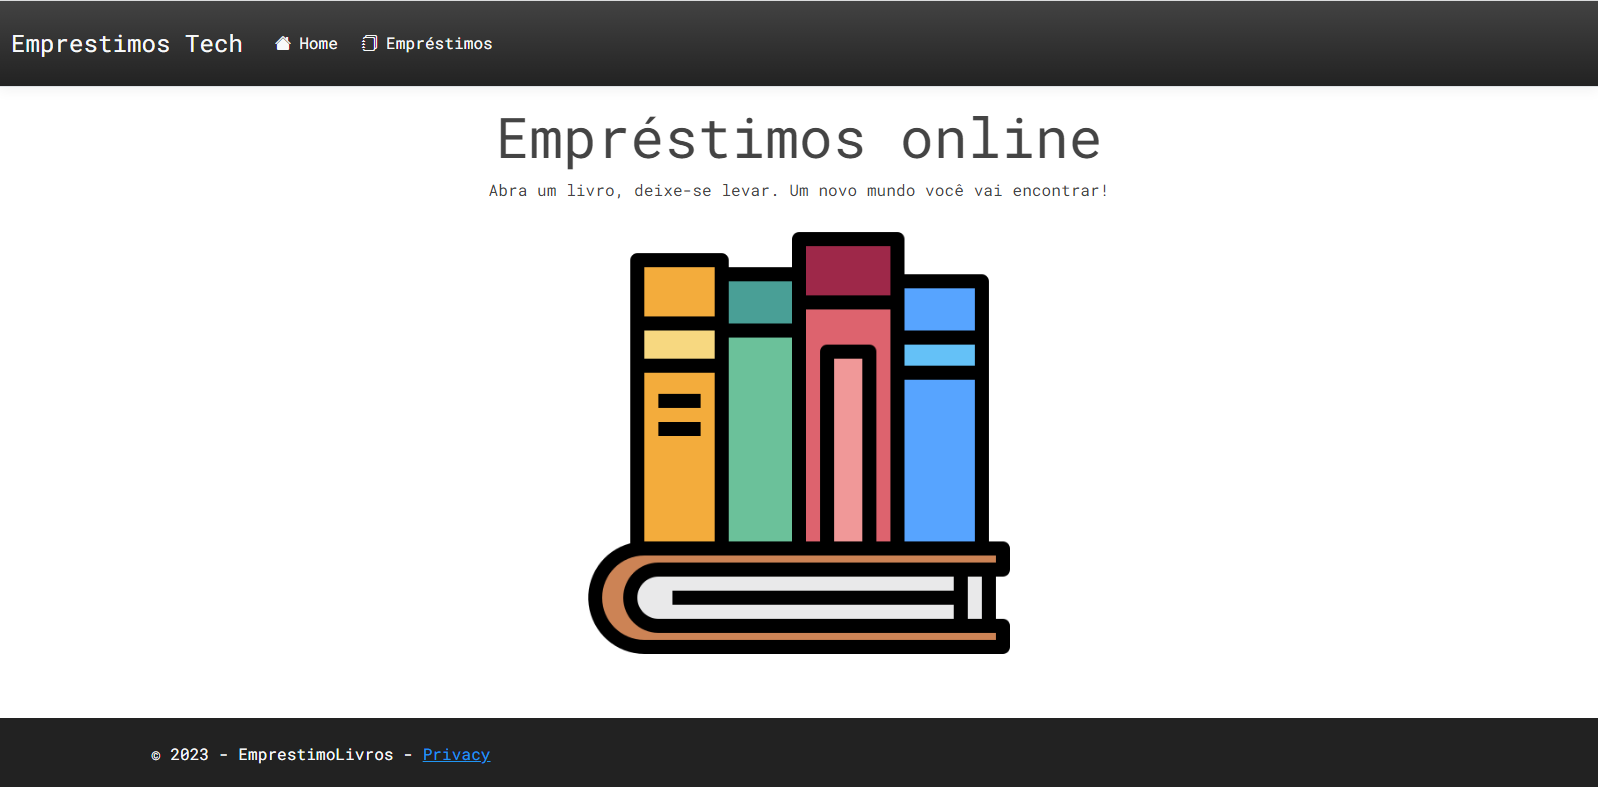 Emprestimos Tech Home Empréstimos
Empréstimos online
Abra um livro, deixe-se levar. Um novo mundo você vai encontrar!
© 2023 - EmprestimoLivros - Privacy